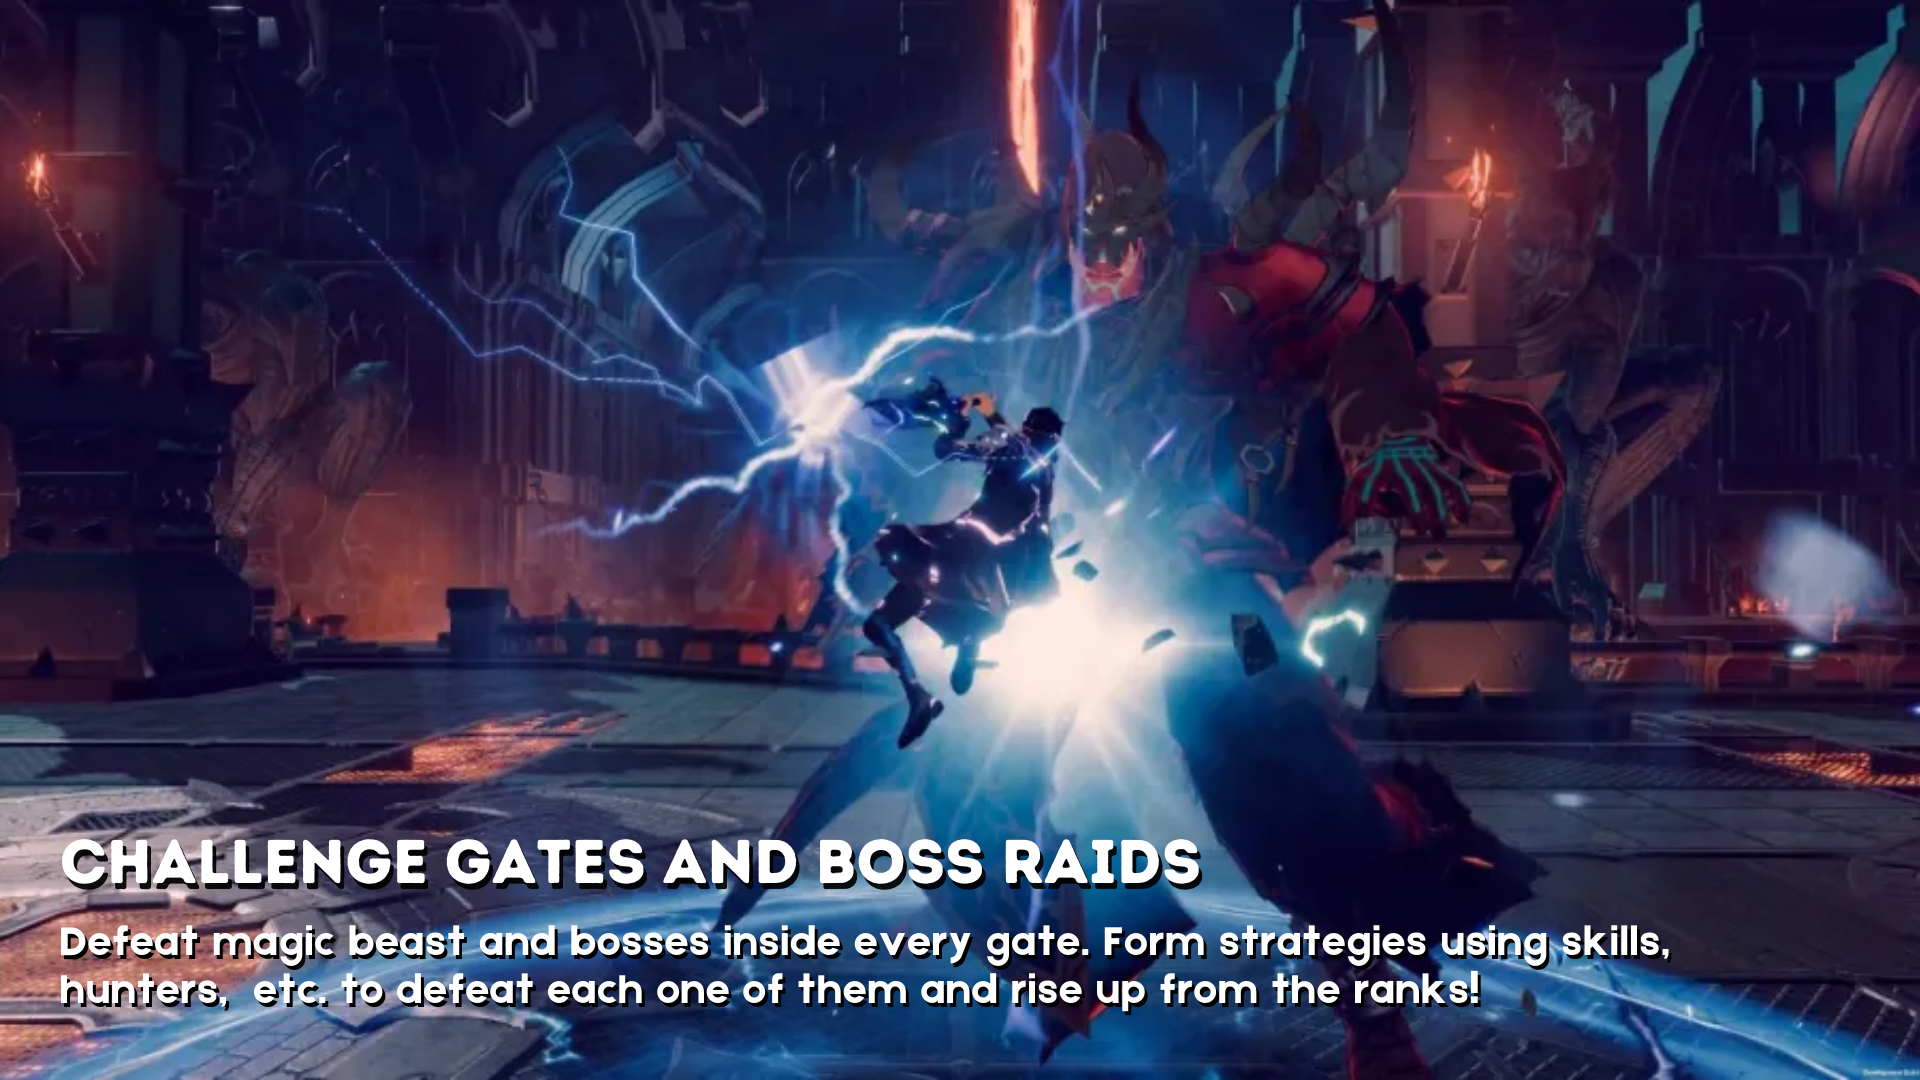 CHALLENGE GATES AND BOSS RAIDS
Defeat magic beast and bosses inside every gate. Form strategies using skills,
hunters,  etc. to defeat each one of them and rise up from the ranks!